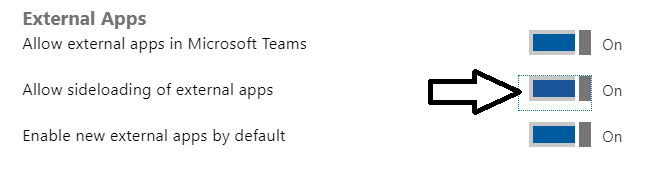 External Apps
Allow external apps in Microsoft Teams On
Allow sideloading of external apps On
Enable new external apps by default On